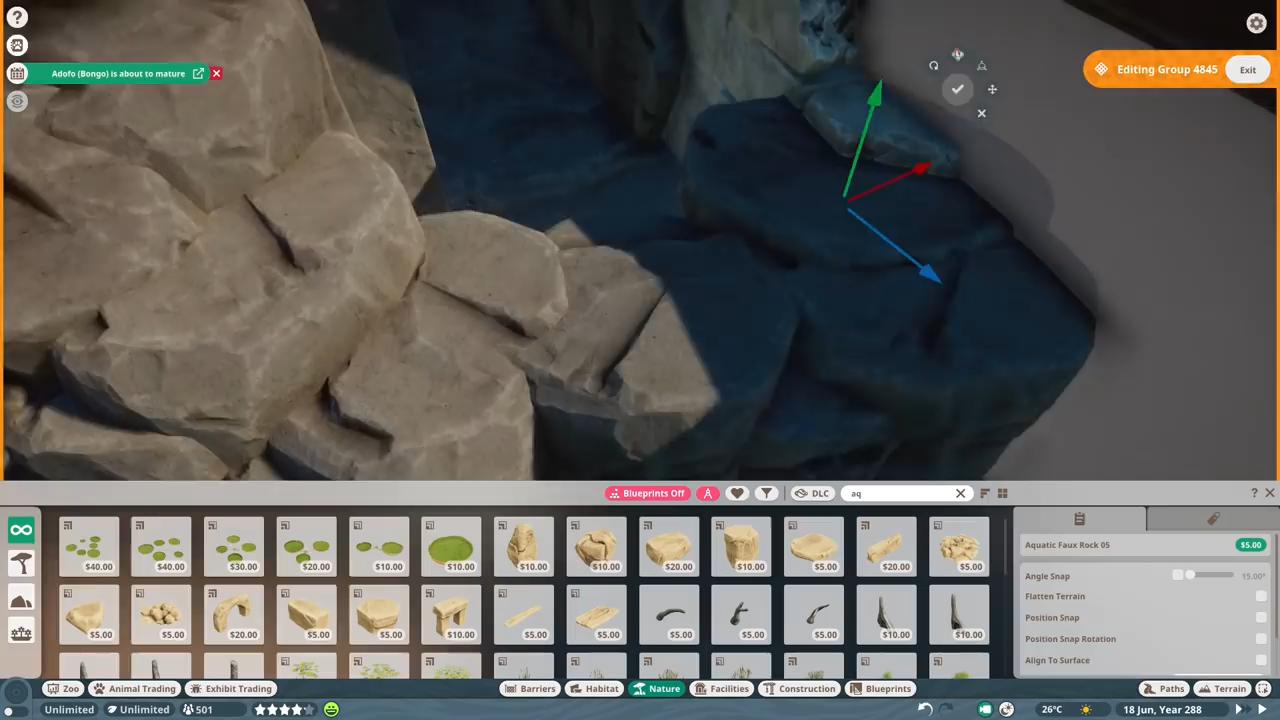 Adofo (Bongo) is about to mature
Editing Group 4845
Exit
Blueprints Off
DLC
aq
$40.00
$40.00
$30.00
$20.00
$10.00
$10.00
$10.00
$10.00
$20.00
$10.00
$5.00
$20.00
$5.00
$5.00
$5.00
$20.00
$5.00
$5.00
$10.00
$5.00
$5.00
$5.00
$5.00
$5.00
$10.00
$10.00
Aquatic Faux Rock 05
$5.00
Angle Snap
15.00°
Flatten Terrain
Position Snap
Position Snap Rotation
Align To Surface
Zoo
Animal Trading
Exhibit Trading
Barriers
Habitat
Nature
Facilities
Construction
Blueprints
Paths
Terrain
Unlimited
Unlimited
501
26°C
18 Jun, Year 288